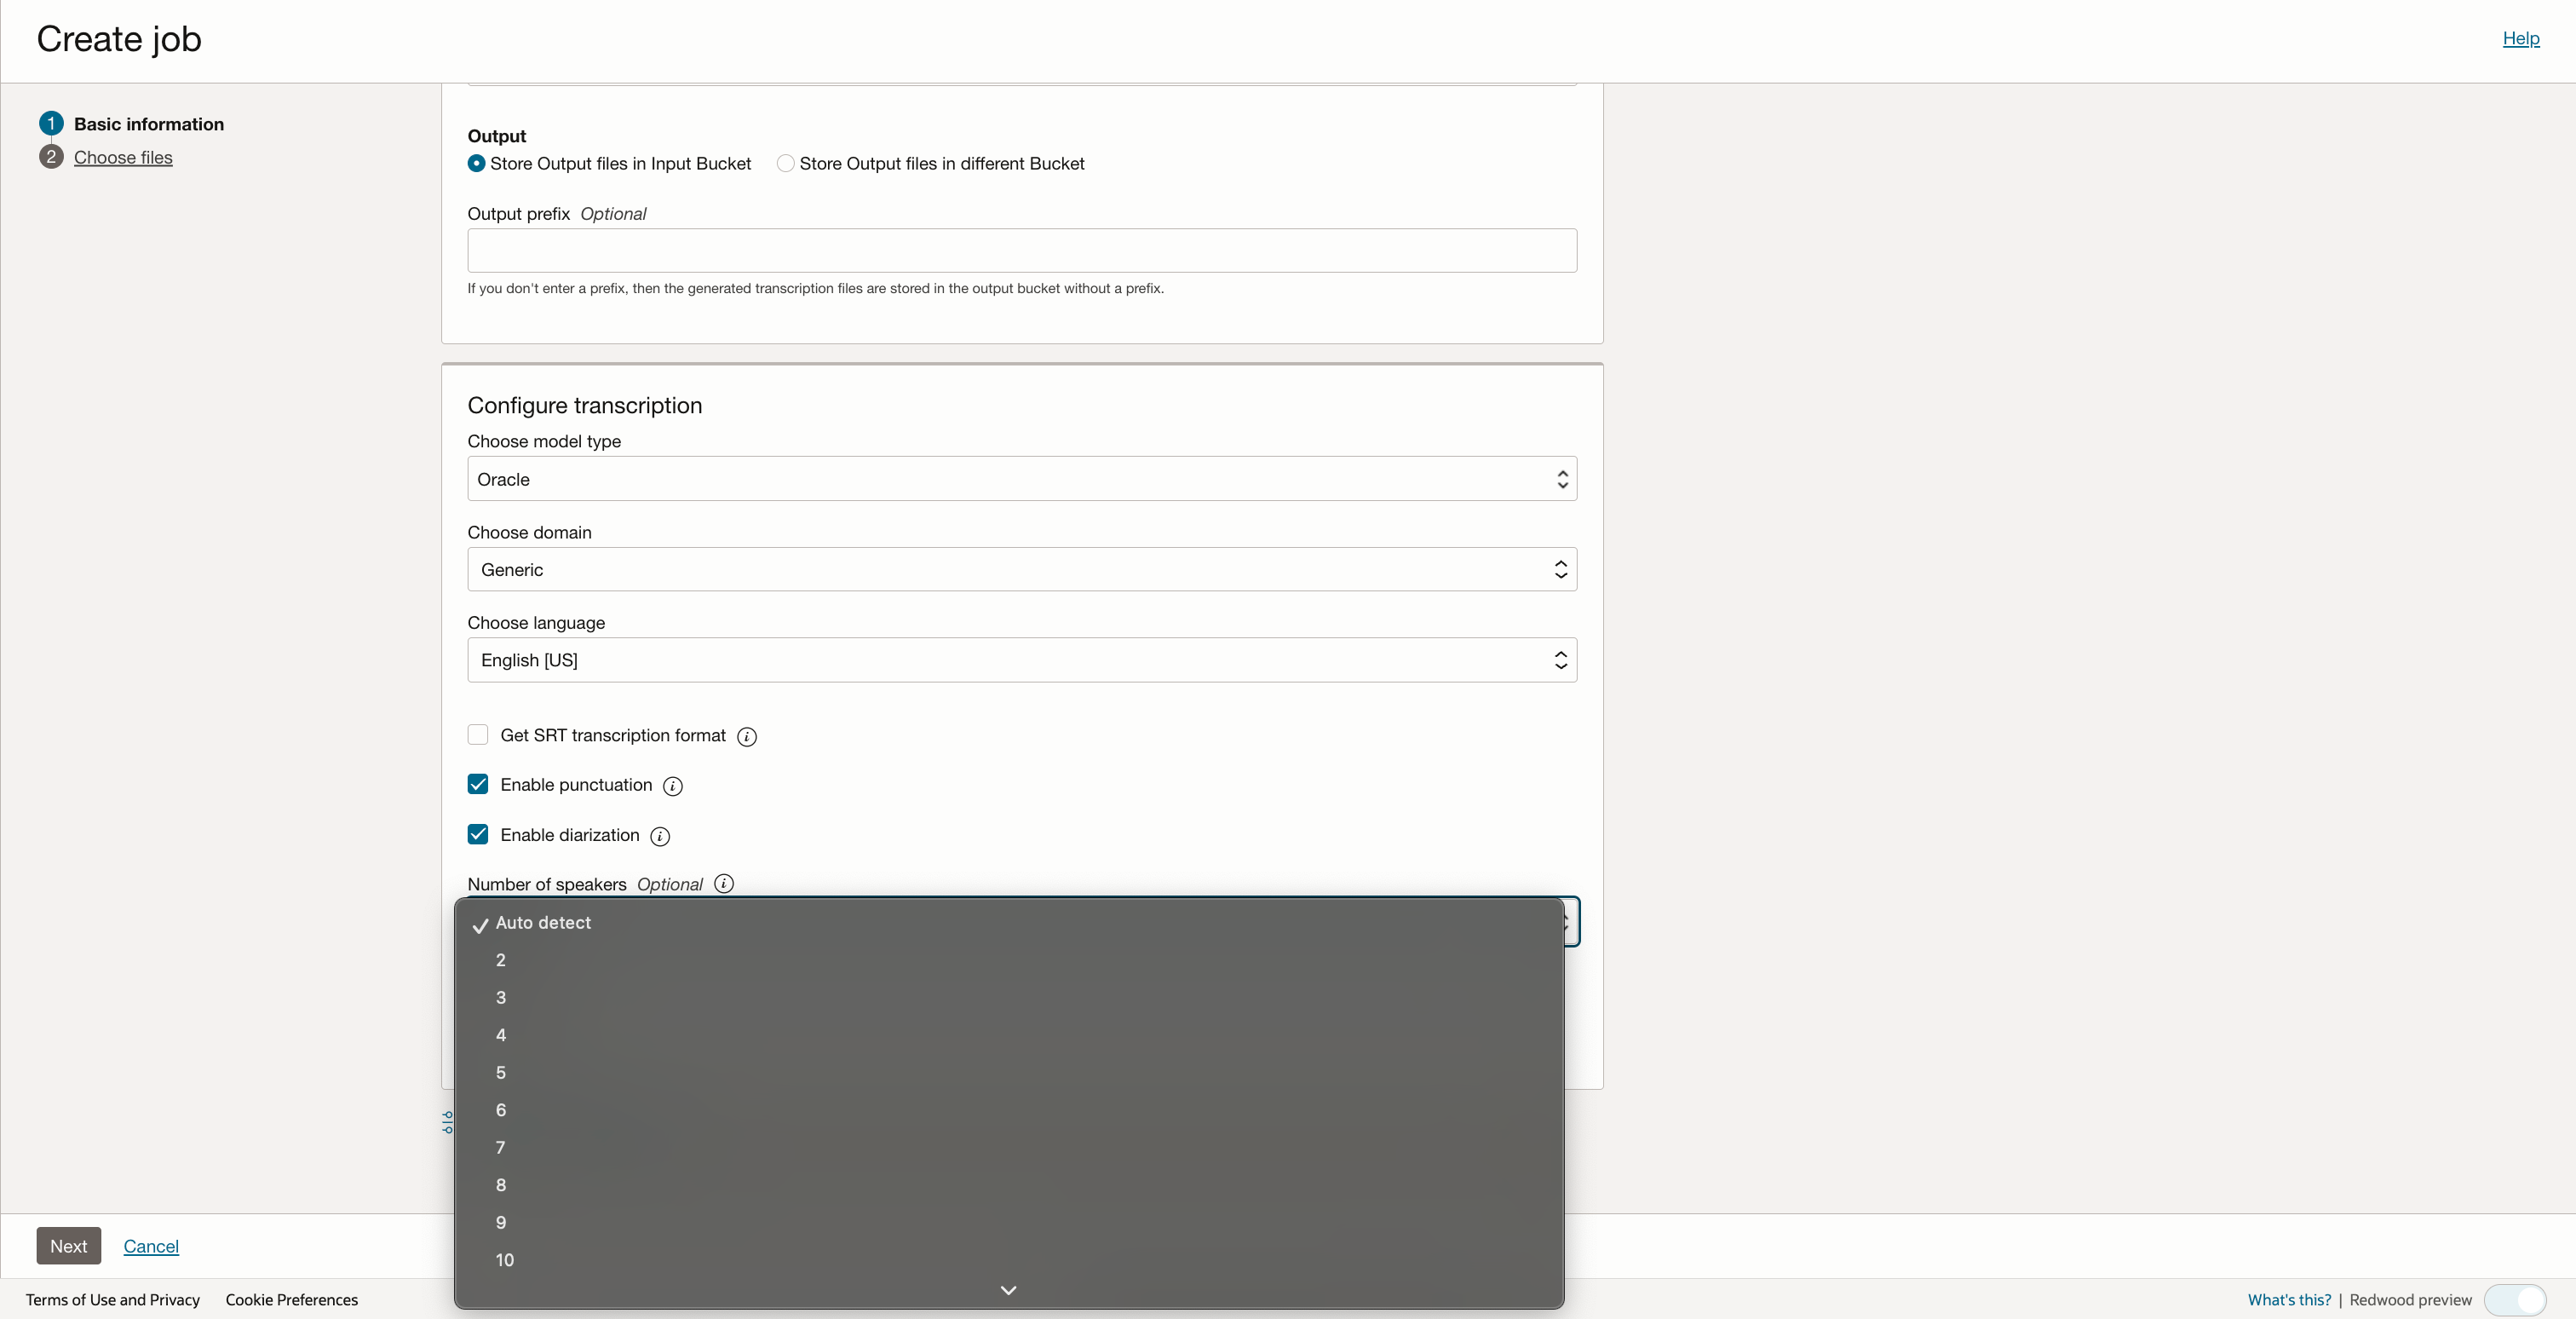 Create job
Help
1 Basic information
2 Choose files
Output
Store Output files in Input Bucket Store Output files in different Bucket
Output prefix Optional
If you don't enter a prefix, then the generated transcription files are stored in the output bucket without a prefix.
Configure transcription
Choose model type
Oracle
Choose domain
Generic
Choose language
English [US]
Get SRT transcription format i
Enable punctuation i
Enable diarization i
Number of speakers Optional i
Auto detect
2
3
4
5
6
7
8
9
10
Next Cancel
Terms of Use and Privacy Cookie Preferences
What's this? | Redwood preview